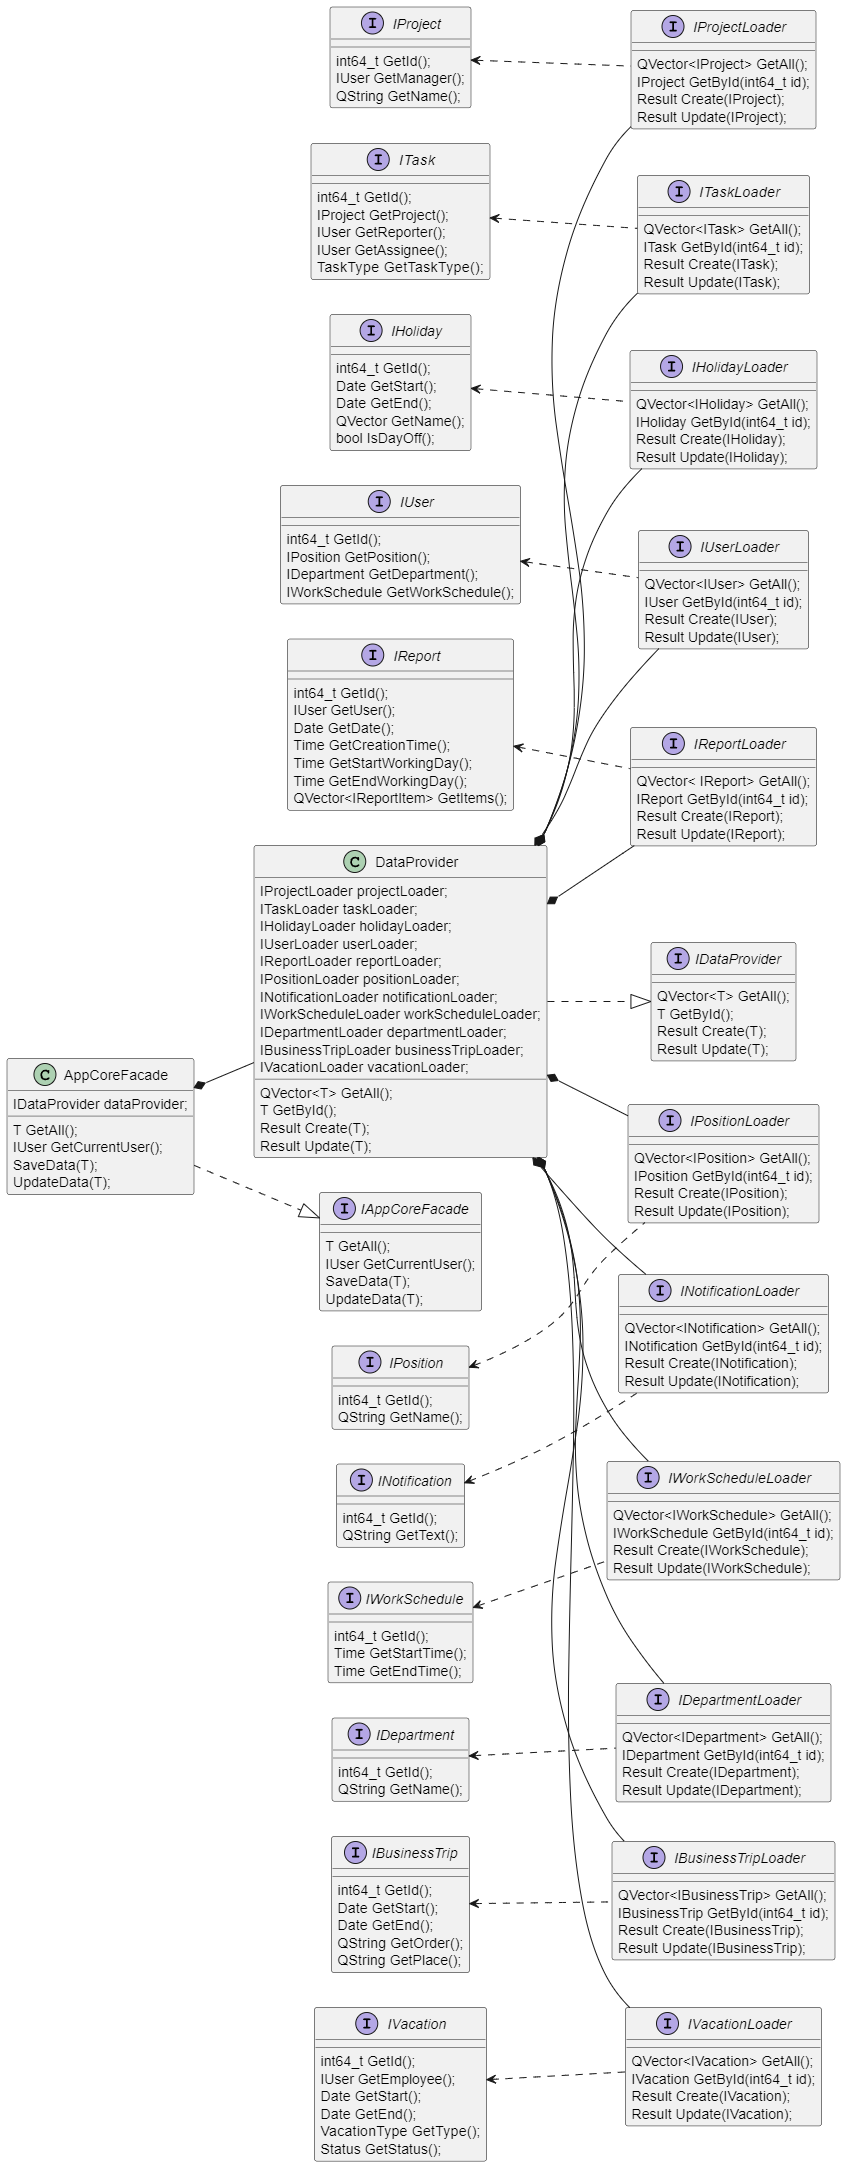 I IProject
int64_t GetId();
IUser GetManager();
QString GetName();
I IProjectLoader
QVector<IProject> GetAll();
IProject GetById(int64_t id);
Result Create(IProject);
Result Update(IProject);
I ITask
int64_t GetId();
IProject GetProject();
IUser GetReporter();
IUser GetAssignee();
TaskType GetTaskType();
I ITaskLoader
QVector<ITask> GetAll();
ITask GetById(int64_t id);
Result Create(ITask);
Result Update(ITask);
I IHoliday
int64_t GetId();
Date GetStart();
Date GetEnd();
QVector GetName();
bool IsDayOff();
I IHolidayLoader
QVector<IHoliday> GetAll();
IHoliday GetById(int64_t id);
Result Create(IHoliday);
Result Update(IHoliday);
I IUser
int64_t GetId();
IPosition GetPosition();
IDepartment GetDepartment();
IWorkSchedule GetWorkSchedule();
I IUserLoader
QVector<IUser> GetAll();
IUser GetById(int64_t id);
Result Create(IUser);
Result Update(IUser);
I IReport
int64_t GetId();
IUser GetUser();
Date GetDate();
Time GetCreationTime();
Time GetStartWorkingDay();
Time GetEndWorkingDay();
QVector<IReportItem> GetItems();
I IReportLoader
QVector< IReport> GetAll();
IReport GetById(int64_t id);
Result Create(IReport);
Result Update(IReport);
C DataProvider
IProjectLoader projectLoader;
ITaskLoader taskLoader;
IHolidayLoader holidayLoader;
IUserLoader userLoader;
IReportLoader reportLoader;
IPositionLoader positionLoader;
INotificationLoader notificationLoader;
IWorkScheduleLoader workScheduleLoader;
IDepartmentLoader departmentLoader;
IBusinessTripLoader businessTripLoader;
IVacationLoader vacationLoader;
QVector<T> GetAll();
T GetById();
Result Create(T);
Result Update(T);
I IDataProvider
QVector<T> GetAll();
T GetById();
Result Create(T);
Result Update(T);
C AppCoreFacade
IDataProvider dataProvider;
T GetAll();
IUser GetCurrentUser();
SaveData(T);
UpdateData(T);
I IPositionLoader
QVector<IPosition> GetAll();
IPosition GetById(int64_t id);
Result Create(IPosition);
Result Update(IPosition);
I IAppCoreFacade
T GetAll();
IUser GetCurrentUser();
SaveData(T);
UpdateData(T);
I INotificationLoader
QVector<INotification> GetAll();
INotification GetById(int64_t id);
Result Create(INotification);
Result Update(INotification);
I IPosition
int64_t GetId();
QString GetName();
I INotification
int64_t GetId();
QString GetText();
I IWorkScheduleLoader
QVector<IWorkSchedule> GetAll();
IWorkSchedule GetById(int64_t id);
Result Create(IWorkSchedule);
Result Update(IWorkSchedule);
I IWorkSchedule
int64_t GetId();
Time GetStartTime();
Time GetEndTime();
I IDepartmentLoader
QVector<IDepartment> GetAll();
IDepartment GetById(int64_t id);
Result Create(IDepartment);
Result Update(IDepartment);
I IDepartment
int64_t GetId();
QString GetName();
I IBusinessTrip
int64_t GetId();
Date GetStart();
Date GetEnd();
QString GetOrder();
QString GetPlace();
I IBusinessTripLoader
QVector<IBusinessTrip> GetAll();
IBusinessTrip GetById(int64_t id);
Result Create(IBusinessTrip);
Result Update(IBusinessTrip);
I IVacation
int64_t GetId();
IUser GetEmployee();
Date GetStart();
Date GetEnd();
VacationType GetType();
Status GetStatus();
I IVacationLoader
QVector<IVacation> GetAll();
IVacation GetById(int64_t id);
Result Create(IVacation);
Result Update(IVacation);